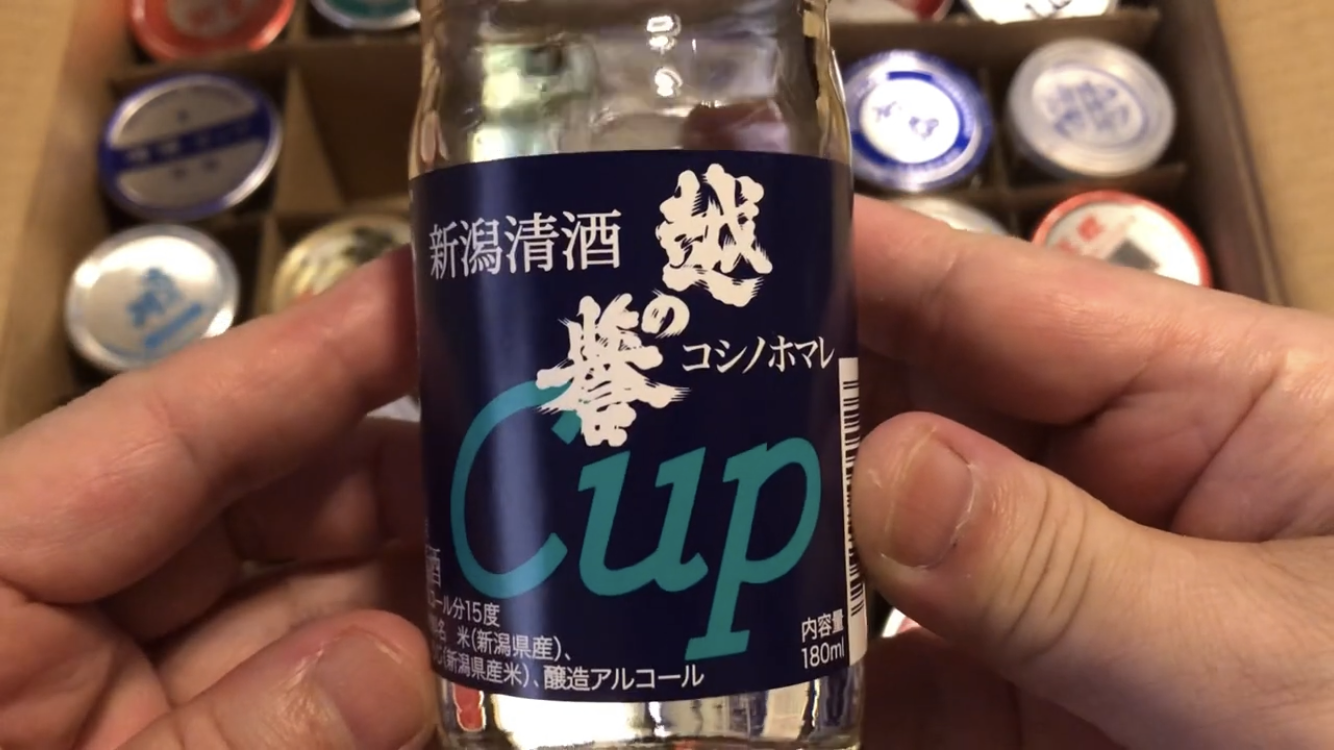 新潟清酒
越の誉
コシノホマレ
Cup
酒
ール分15度
名 米(新潟県産)、
(新潟県産米)、醸造アルコール
内容量
180ml